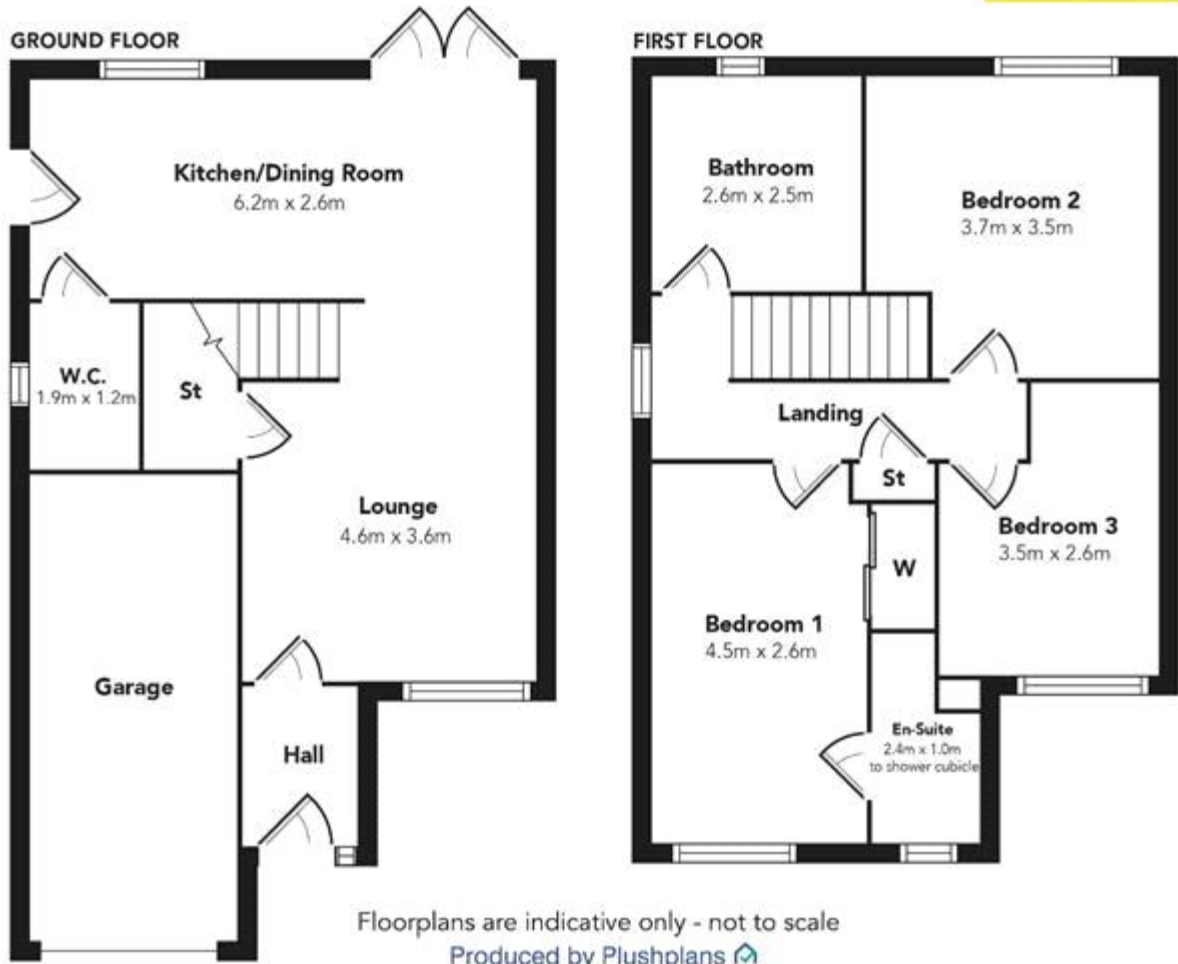 GROUND FLOOR
Kitchen/Dining Room
6.2m x 2.6m
W.C.
1.9m x 1.2m
St
Lounge
4.6m x 3.6m
Garage
Hall
FIRST FLOOR
Bathroom
2.6m x 2.5m
Bedroom 2
3.7m x 3.5m
Landing
St
Bedroom 3
3.5m x 2.6m
W
Bedroom 1
4.5m x 2.6m
En-Suite
2.4m x 1.0m
to shower cubicle
Floorplans are indicative only - not to scale
Produced by Plushplans